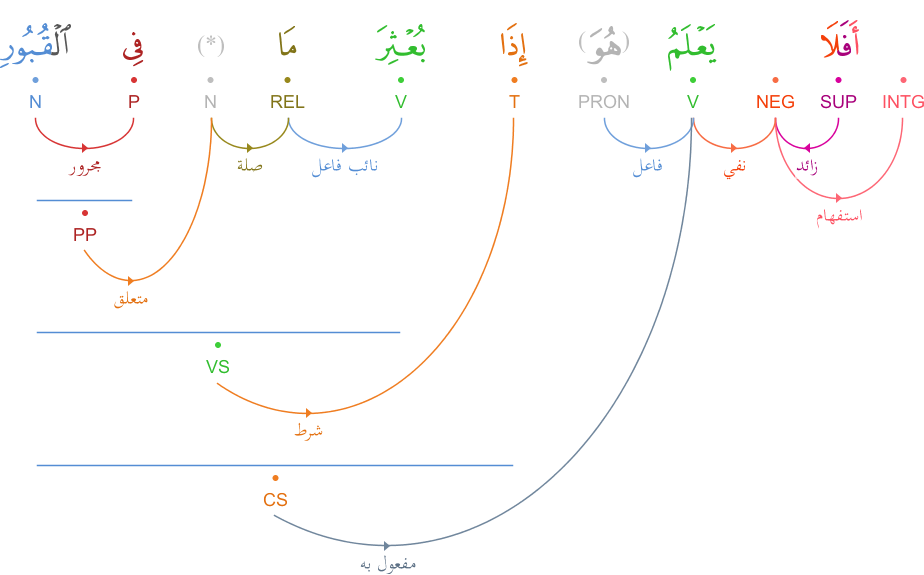 أَفَلَا يَعْلَمُ (هُوَ) إِذَا بُعْثِرَ مَا (*) فِى ٱلْقُبُورِ
INTG SUP NEG V PRON T V REL N P N
زائد نفي فاعل نائب فاعل صلة مجرور
استفهام
PP
متعلق
VS
شرط
CS
مفعول به